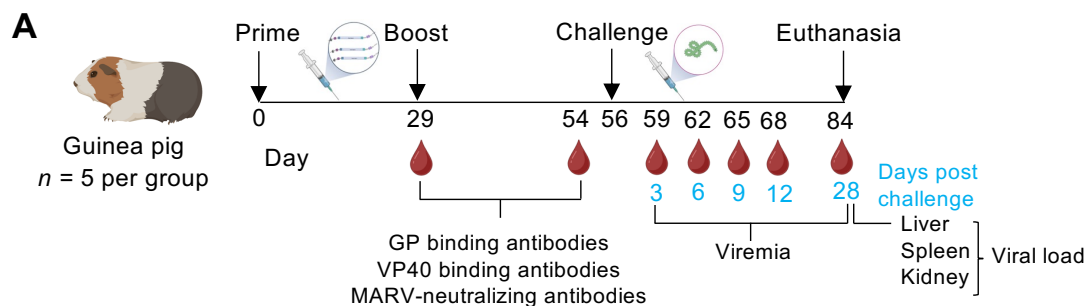 A
Prime
Boost
Challenge
Euthanasia
0 29 54 56 59 62 65 68 84
Day
Guinea pig
n = 5 per group
3 6 9 12 28
Days post
challenge
GP binding antibodies
VP40 binding antibodies
MARV-neutralizing antibodies
Viremia
Liver
Spleen
Kidney
Viral load